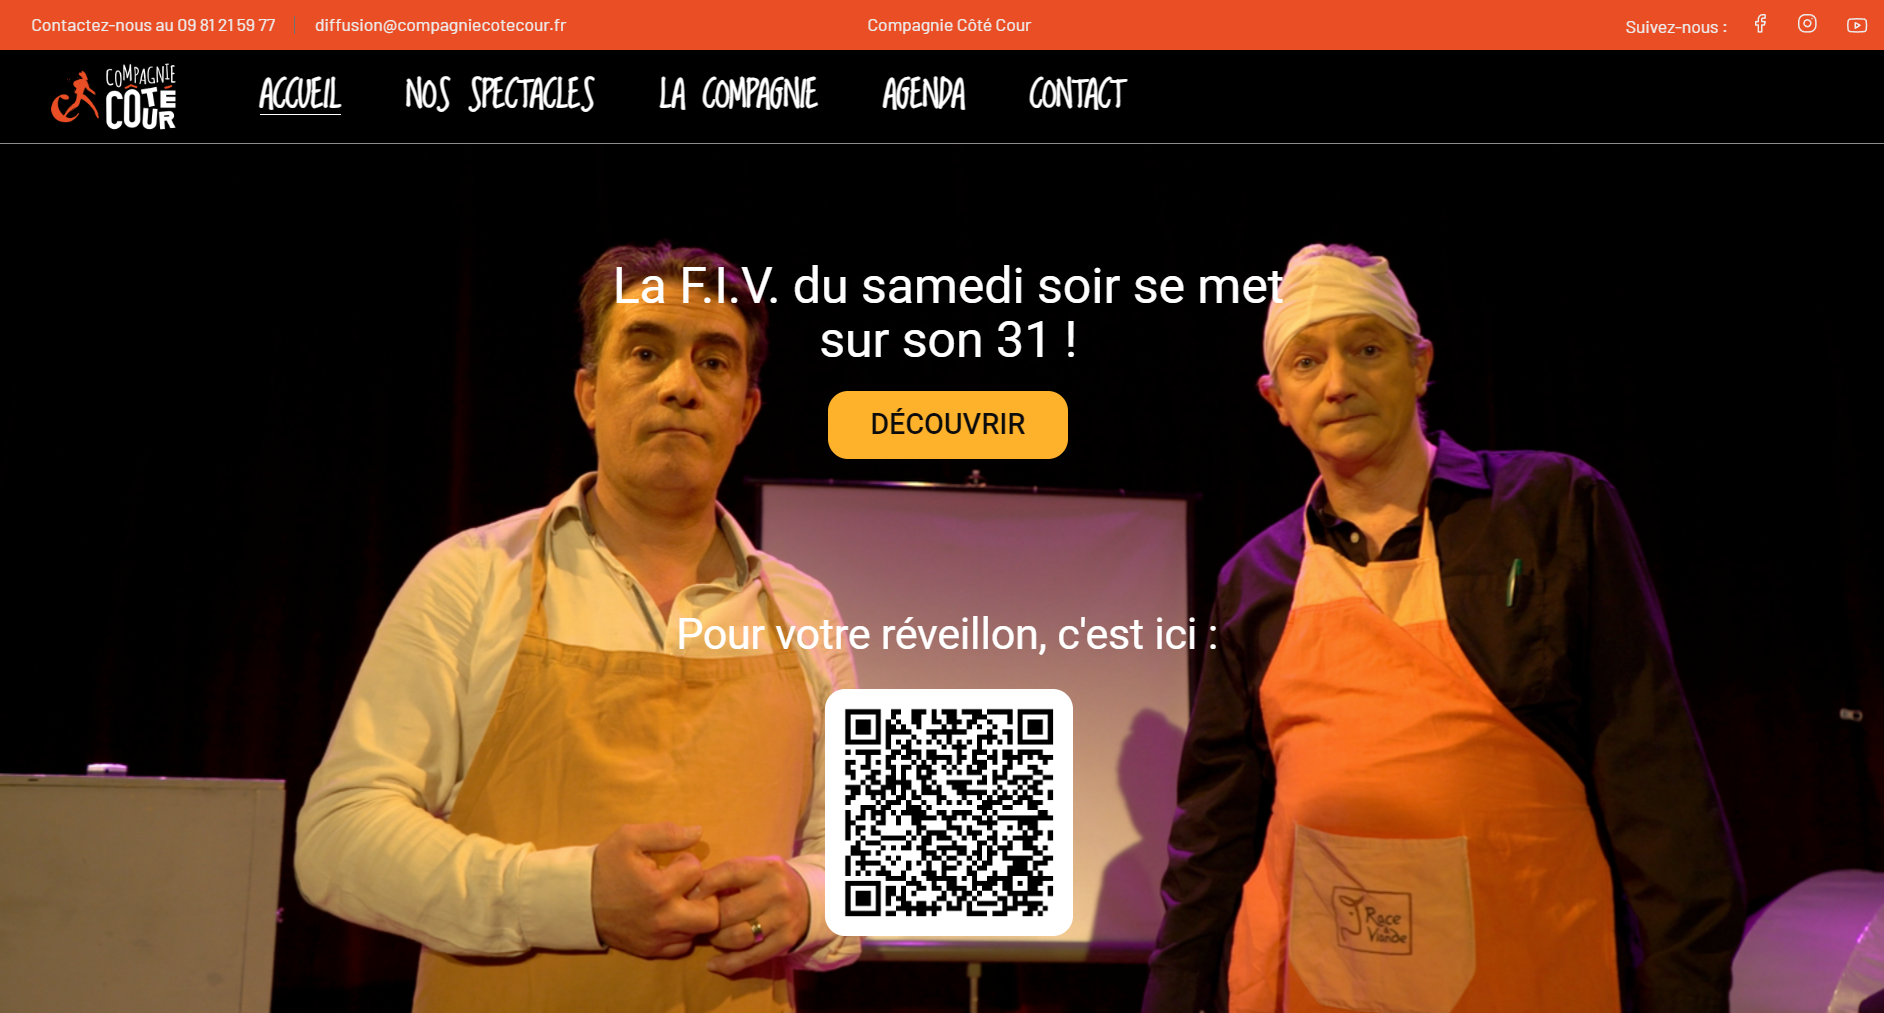 Contactez-nous au 09 81 21 59 77
diffusion@compagniecotecour.fr
Compagnie Côté Cour
Suivez-nous :
COMPAGNIE
CÔTÉ
COUR
ACCUEIL
NOS SPECTACLES
LA COMPAGNIE
AGENDA
CONTACT
La F.I.V. du samedi soir se met
sur son 31 !
DÉCOUVRIR
Pour votre réveillon, c'est ici :
Race
&
Viande